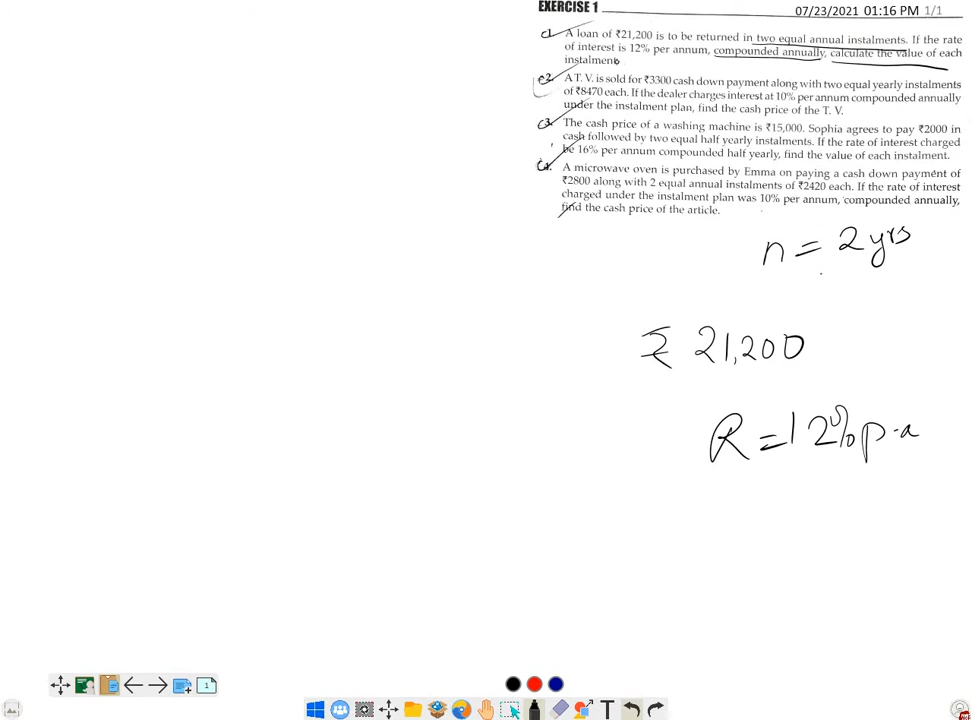 EXERCISE 1
07/23/2021 01:16 PM 1/1
c1. A loan of ₹21,200 is to be returned in two equal annual instalments. If the rate
of interest is 12% per annum, compounded annually, calculate the value of each
instalment.
c2. A T. V. is sold for ₹3300 cash down payment along with two equal yearly instalments
of ₹8470 each. If the dealer charges interest at 10% per annum compounded annually
under the instalment plan, find the cash price of the T. V.
c3. The cash price of a washing machine is ₹15,000. Sophia agrees to pay ₹2000 in
cash followed by two equal half yearly instalments. If the rate of interest charged
be 16% per annum compounded half yearly, find the value of each instalment.
c4. A microwave oven is purchased by Emma on paying a cash down payment of
₹2800 along with 2 equal annual instalments of ₹2420 each. If the rate of interest
charged under the instalment plan was 10% per annum, compounded annually,
find the cash price of the article.
n = 2 yrs
₹ 21,200
R = 12% p.a
1
T